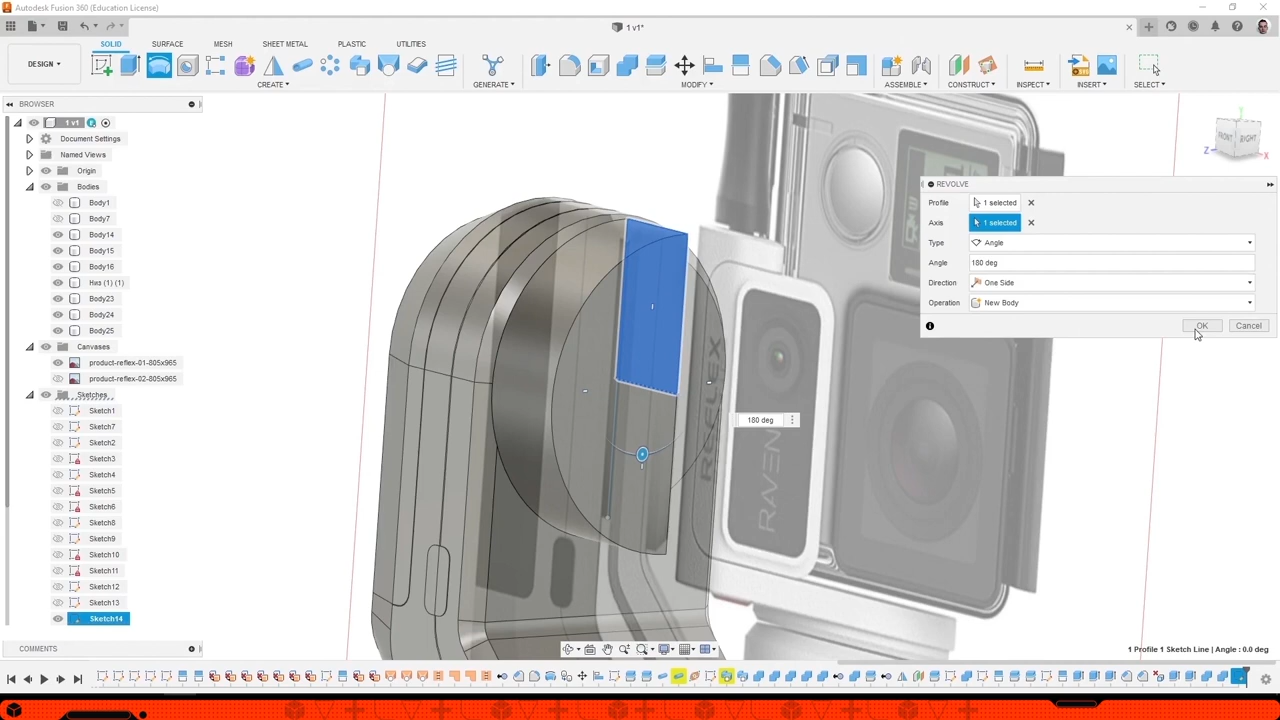 Autodesk Fusion 360 (Education License)
1 v1*
SOLID SURFACE MESH SHEET METAL PLASTIC UTILITIES
DESIGN ▾
CREATE ▾ GENERATE ▾ MODIFY ▾ ASSEMBLE ▾ CONSTRUCT ▾ INSPECT ▾ INSERT ▾ SELECT ▾
BROWSER
1 v1
Document Settings
Named Views
Origin
Bodies
Body1
Body7
Body14
Body15
Body16
Низ (1) (1)
Body23
Body24
Body25
Canvases
product-reflex-01-805x965
product-reflex-02-805x965
Sketches
Sketch1
Sketch7
Sketch2
Sketch3
Sketch4
Sketch5
Sketch6
Sketch8
Sketch9
Sketch10
Sketch11
Sketch12
Sketch13
Sketch14
COMMENTS
REFLEX
RAVEN
180 deg
Y
FRONT RIGHT
Z X
REVOLVE
Profile 1 selected
Axis 1 selected
Type Angle
Angle 180 deg
Direction One Side
Operation New Body
OK Cancel
1 Profile 1 Sketch Line | Angle : 0.0 deg